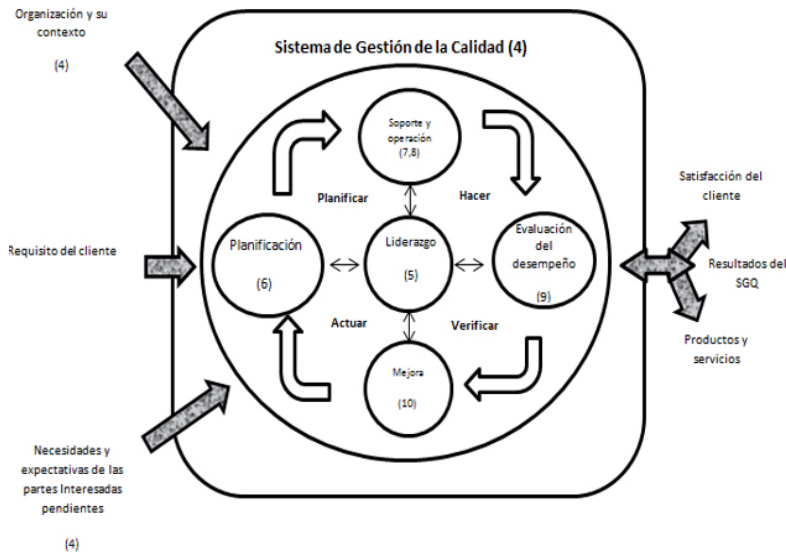 Organización y su
contexto
(4)
Sistema de Gestión de la Calidad (4)
Soporte y
operación
(7,8)
Planificar
Hacer
Satisfacción del
cliente
Requisito del cliente
Planificación
(6)
Liderazgo
(5)
Evaluación
del
desempeño
(9)
Resultados del
SGQ
Actuar
Verificar
Productos y
servicios
Mejora
(10)
Necesidades y
expectativas de las
partes Interesadas
pendientes
(4)